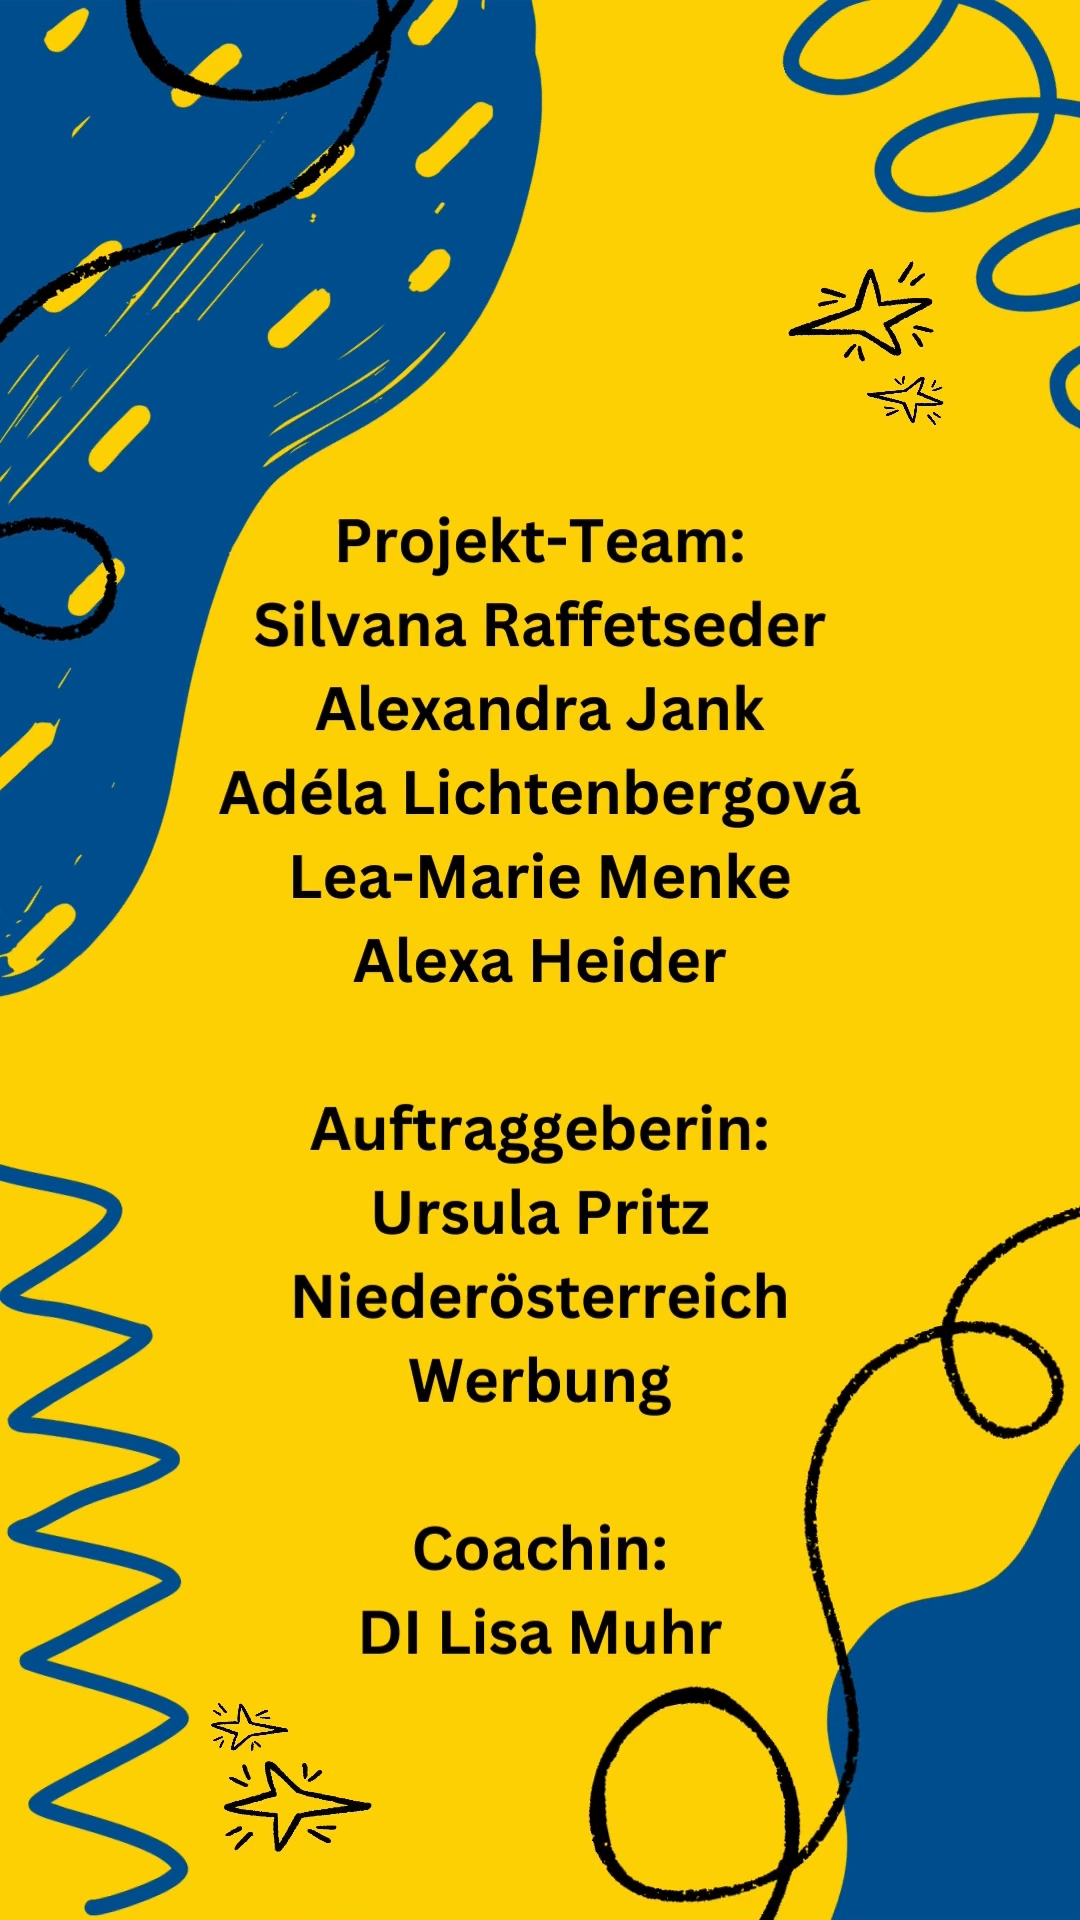 Projekt-Team:
Silvana Raffetseder
Alexandra Jank
Adéla Lichtenbergová
Lea-Marie Menke
Alexa Heider
Auftraggeberin:
Ursula Pritz
Niederösterreich
Werbung
Coachin:
DI Lisa Muhr